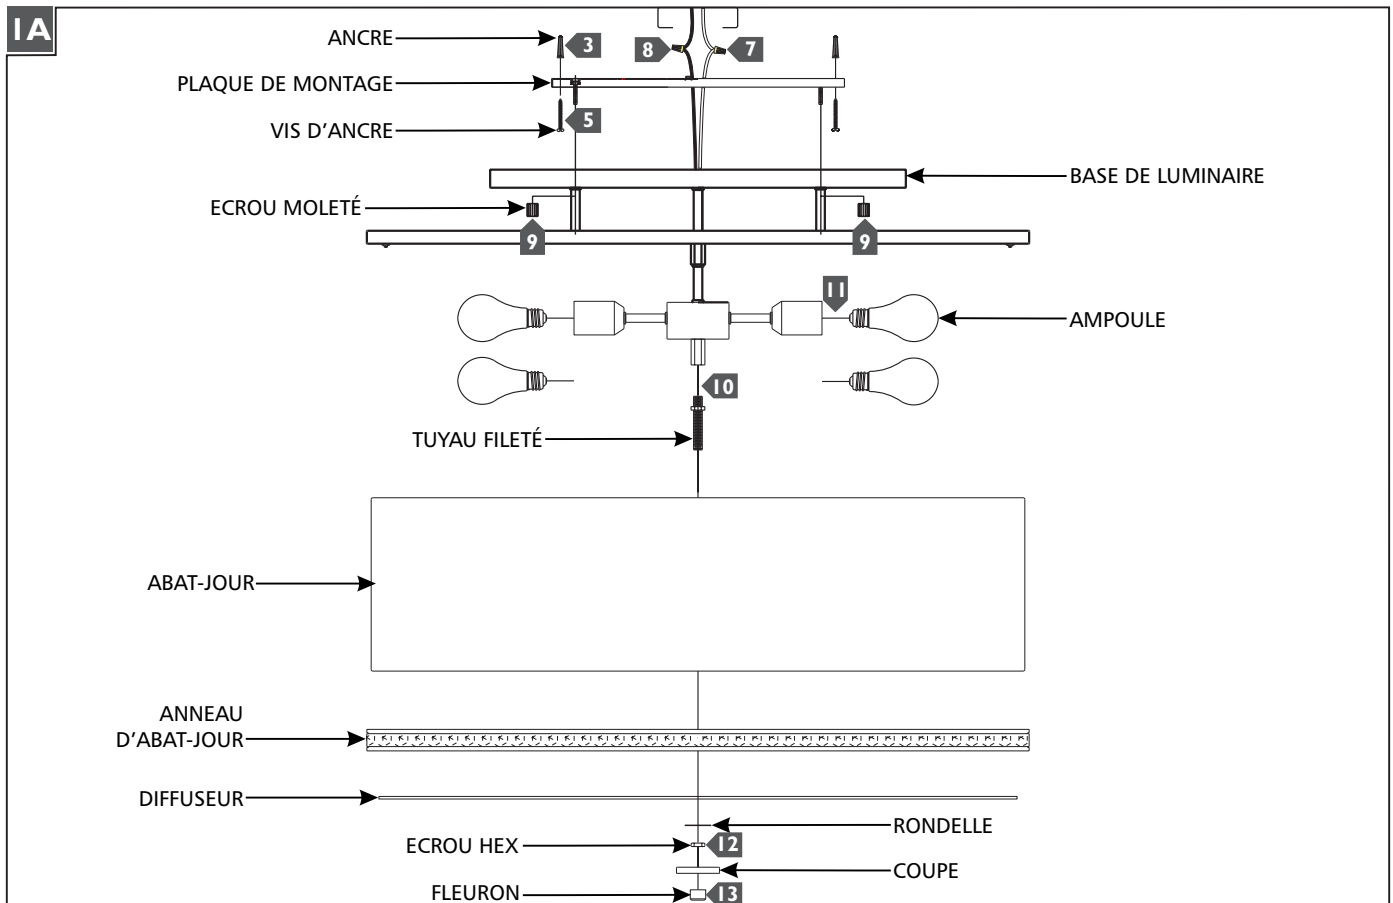 1A
ANCRE
3
8
7
PLAQUE DE MONTAGE
VIS D'ANCRE
5
BASE DE LUMINAIRE
ECROU MOLETÉ
9
9
11
AMPOULE
10
TUYAU FILETÉ
ABAT-JOUR
ANNEAU
D'ABAT-JOUR
DIFFUSEUR
RONDELLE
ECROU HEX
12
COUPE
FLEURON
13